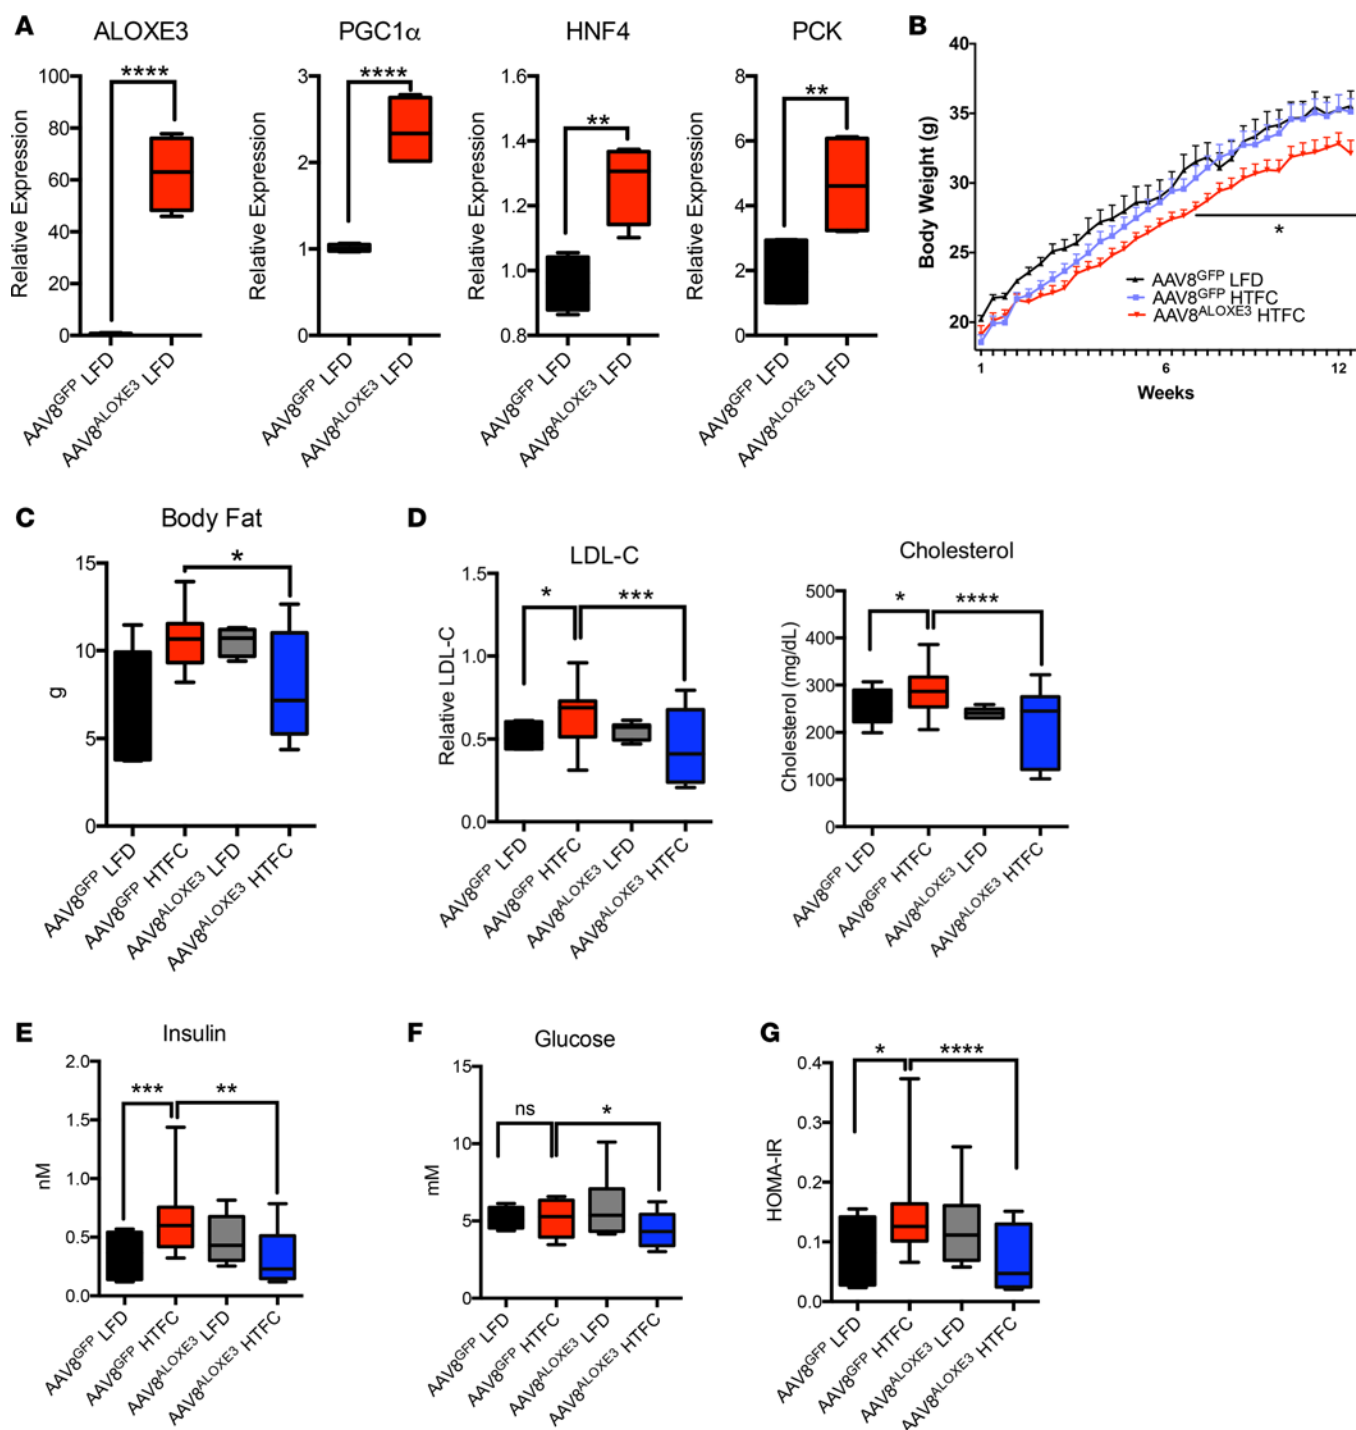 A
ALOXE3
Relative Expression
100
80
60
40
20
0
****
AAV8GFP LFD
AAV8ALOXE3 LFD
PGC1α
Relative Expression
3
2
1
0
****
AAV8GFP LFD
AAV8ALOXE3 LFD
HNF4
Relative Expression
1.6
1.4
1.2
1.0
0.8
**
AAV8GFP LFD
AAV8ALOXE3 LFD
PCK
Relative Expression
8
6
4
2
0
**
AAV8GFP LFD
AAV8ALOXE3 LFD
B
Body Weight (g)
40
35
30
25
20
*
AAV8GFP LFD
AAV8GFP HTFC
AAV8ALOXE3 HTFC
1
6
12
Weeks
C
Body Fat
g
15
10
5
0
*
AAV8GFP LFD
AAV8GFP HTFC
AAV8ALOXE3 LFD
AAV8ALOXE3 HTFC
D
LDL-C
Relative LDL-C
1.5
1.0
0.5
0.0
*
***
AAV8GFP LFD
AAV8GFP HTFC
AAV8ALOXE3 LFD
AAV8ALOXE3 HTFC
Cholesterol
Cholesterol (mg/dL)
500
400
300
200
100
0
*
****
AAV8GFP LFD
AAV8GFP HTFC
AAV8ALOXE3 LFD
AAV8ALOXE3 HTFC
E
Insulin
nM
2.0
1.5
1.0
0.5
0.0
***
**
AAV8GFP LFD
AAV8GFP HTFC
AAV8ALOXE3 LFD
AAV8ALOXE3 HTFC
F
Glucose
mM
15
10
5
0
ns
*
AAV8GFP LFD
AAV8GFP HTFC
AAV8ALOXE3 LFD
AAV8ALOXE3 HTFC
G
HOMA-IR
0.4
0.3
0.2
0.1
0.0
*
****
AAV8GFP LFD
AAV8GFP HTFC
AAV8ALOXE3 LFD
AAV8ALOXE3 HTFC